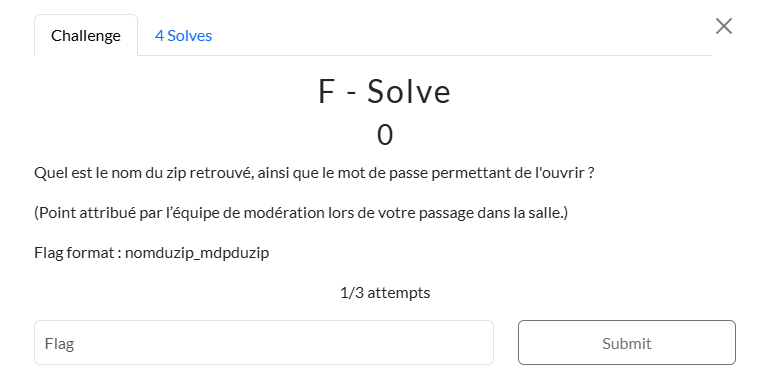 Challenge
4 Solves
F - Solve
0
Quel est le nom du zip retrouvé, ainsi que le mot de passe permettant de l'ouvrir ?
(Point attribué par l’équipe de modération lors de votre passage dans la salle.)
Flag format : nomduzip_mdpduzip
1/3 attempts
Flag
Submit